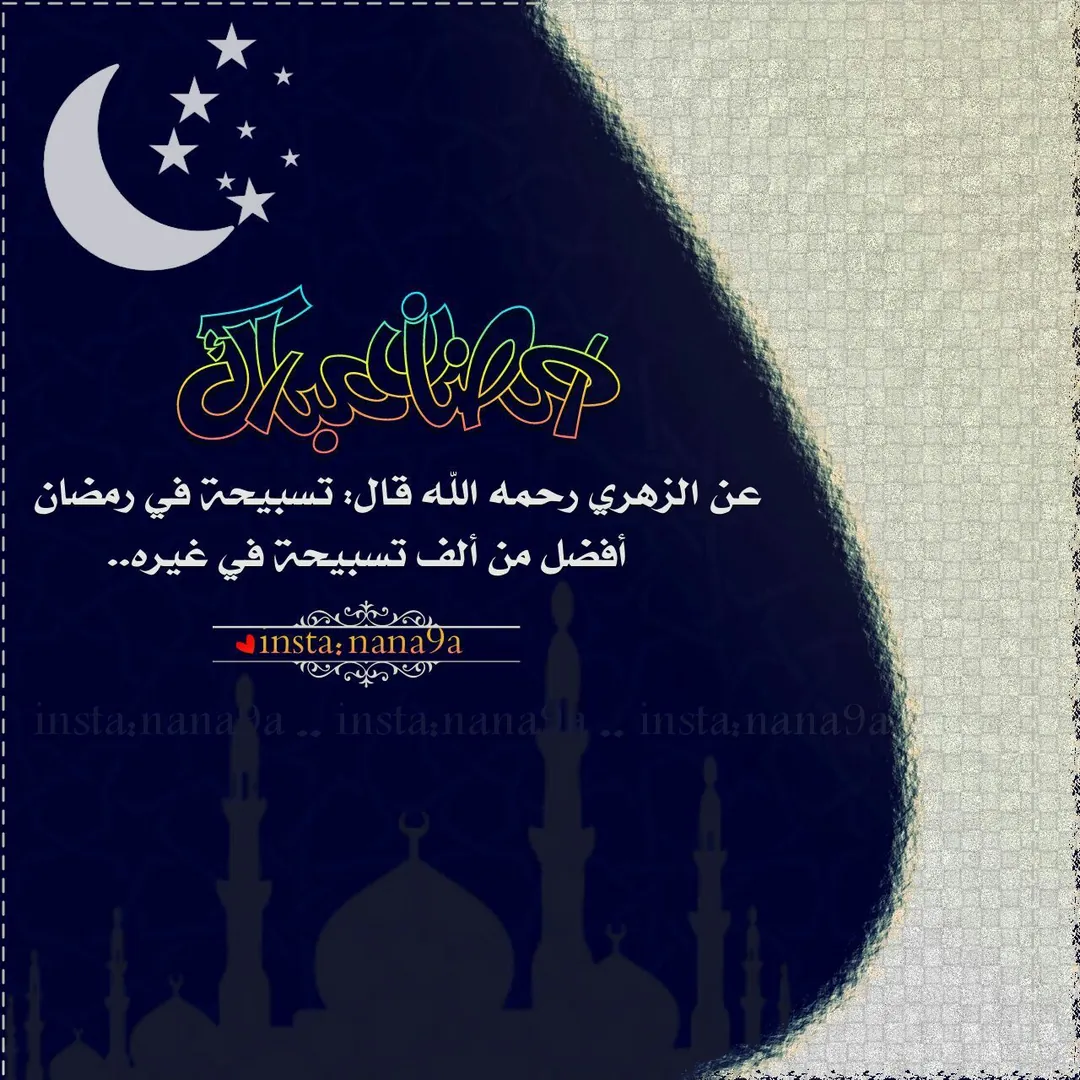 رمضان مبارك
عن الزهري رحمه الله قال: تسبيحة في رمضان
أفضل من ألف تسبيحة في غيره..
insta:nana9a
insta:nana9a .. insta:nana9a .. insta:nana9a